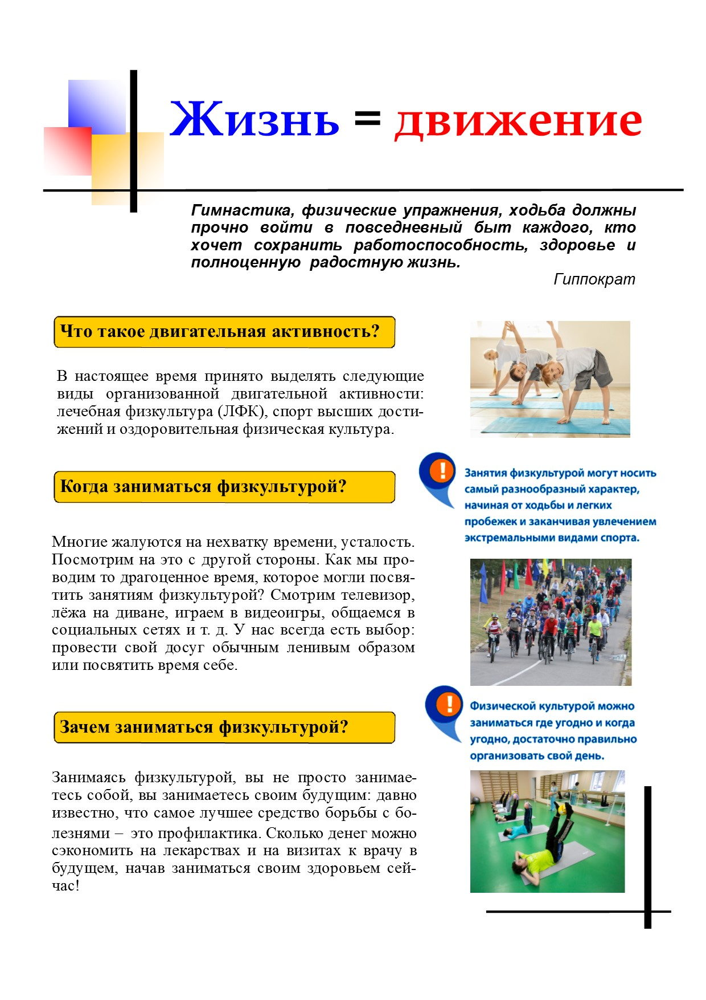 Жизнь = движение
Гимнастика, физические упражнения, ходьба должны
прочно войти в повседневный быт каждого, кто
хочет сохранить работоспособность, здоровье и
полноценную радостную жизнь.
Гиппократ
Что такое двигательная активность?
В настоящее время принято выделять следующие
виды организованной двигательной активности:
лечебная физкультура (ЛФК), спорт высших дости-
жений и оздоровительная физическая культура.
Когда заниматься физкультурой?
Многие жалуются на нехватку времени, усталость.
Посмотрим на это с другой стороны. Как мы про-
водим то драгоценное время, которое могли посвя-
тить занятиям физкультурой? Смотрим телевизор,
лёжа на диване, играем в видеоигры, общаемся в
социальных сетях и т. д. У нас всегда есть выбор:
провести свой досуг обычным ленивым образом
или посвятить время себе.
Зачем заниматься физкультурой?
Занимаясь физкультурой, вы не просто занимае-
тесь собой, вы занимаетесь своим будущим: давно
известно, что самое лучшее средство борьбы с бо-
лезнями – это профилактика. Сколько денег можно
сэкономить на лекарствах и на визитах к врачу в
будущем, начав заниматься своим здоровьем сей-
час!
!
Занятия физкультурой могут носить
самый разнообразный характер,
начиная от ходьбы и легких
пробежек и заканчивая увлечением
экстремальными видами спорта.
!
Физической культурой можно
заниматься где угодно и когда
угодно, достаточно правильно
организовать свой день.